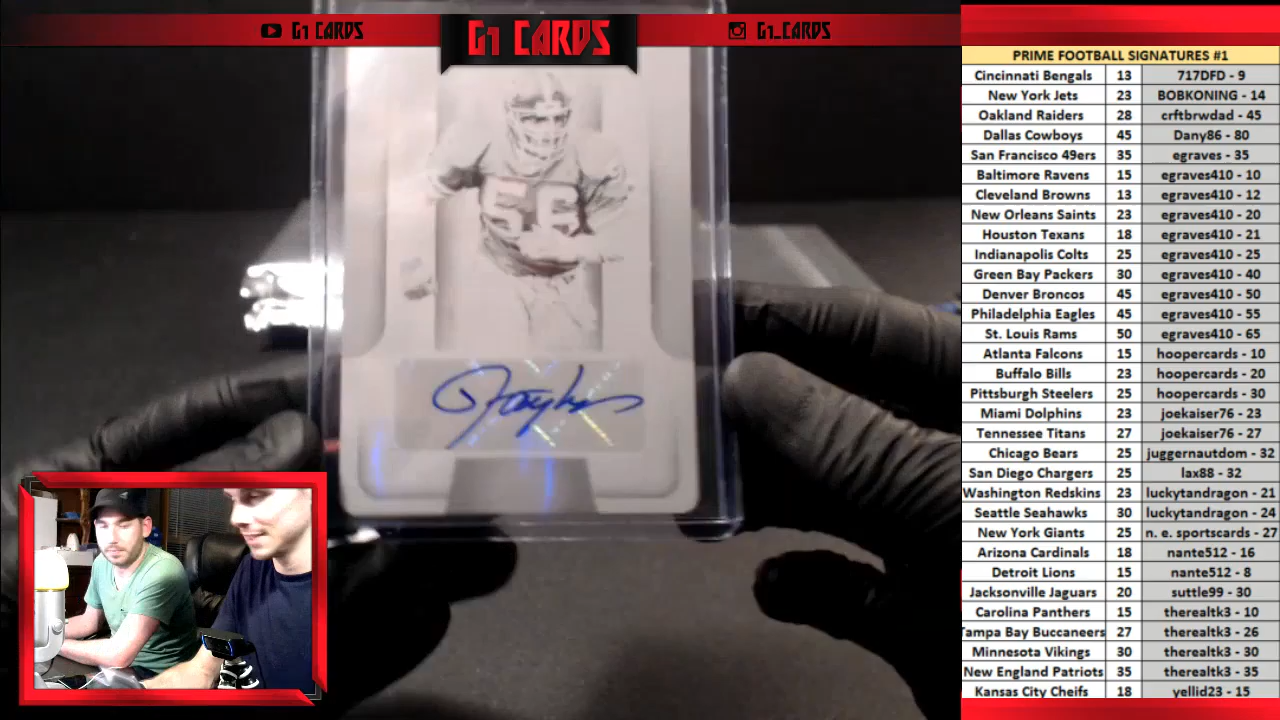 G1 CARDS
G1 CARDS
G1_CARDS
56
PRIME FOOTBALL SIGNATURES #1
Cincinnati Bengals 13 717DFD - 9
New York Jets 23 BOBKONING - 14
Oakland Raiders 28 crftbrwdad - 45
Dallas Cowboys 45 Dany86 - 80
San Francisco 49ers 35 egraves - 35
Baltimore Ravens 15 egraves410 - 10
Cleveland Browns 13 egraves410 - 12
New Orleans Saints 23 egraves410 - 20
Houston Texans 18 egraves410 - 21
Indianapolis Colts 25 egraves410 - 25
Green Bay Packers 30 egraves410 - 40
Denver Broncos 45 egraves410 - 50
Philadelphia Eagles 45 egraves410 - 55
St. Louis Rams 50 egraves410 - 65
Atlanta Falcons 15 hoopercards - 10
Buffalo Bills 23 hoopercards - 20
Pittsburgh Steelers 25 hoopercards - 30
Miami Dolphins 23 joekaiser76 - 23
Tennessee Titans 27 joekaiser76 - 27
Chicago Bears 25 juggernautdom - 32
San Diego Chargers 25 lax88 - 32
Washington Redskins 23 luckytandragon - 21
Seattle Seahawks 30 luckytandragon - 24
New York Giants 25 n. e. sportscards - 27
Arizona Cardinals 18 nante512 - 16
Detroit Lions 15 nante512 - 8
Jacksonville Jaguars 20 suttle99 - 30
Carolina Panthers 15 therealtk3 - 10
Tampa Bay Buccaneers 27 therealtk3 - 26
Minnesota Vikings 30 therealtk3 - 30
New England Patriots 35 therealtk3 - 35
Kansas City Cheifs 18 yellid23 - 15